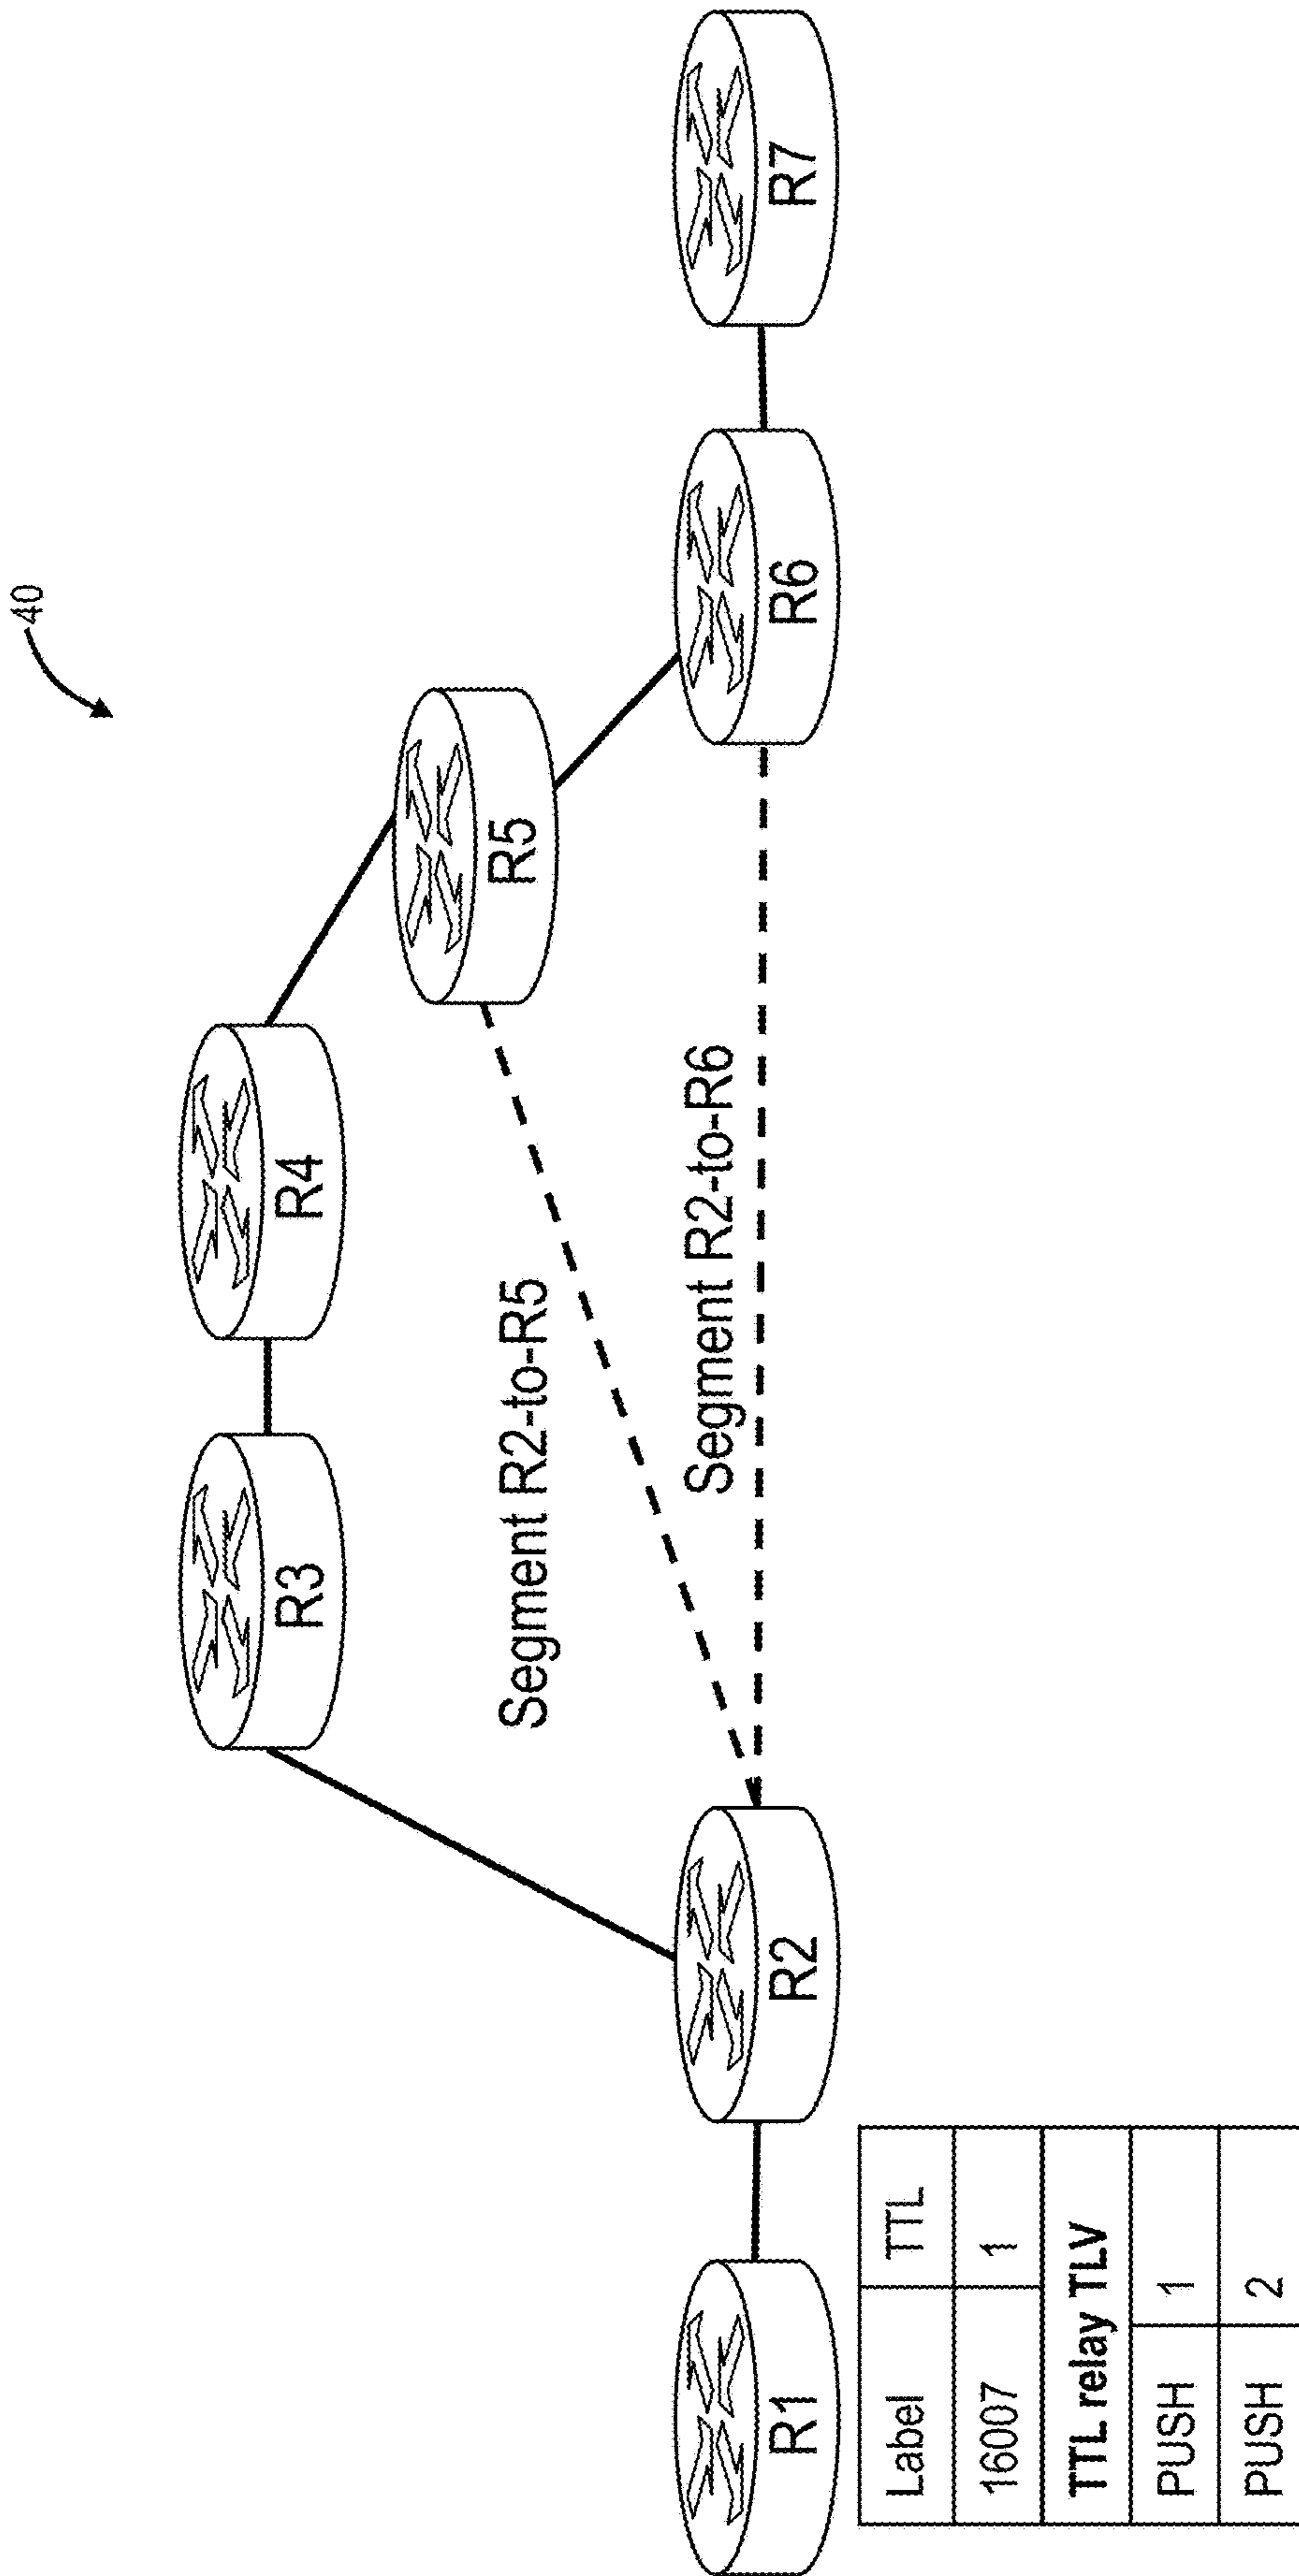 40
R3
R4
R5
Segment R2-to-R5
Segment R2-to-R6
R1
R2
R6
R7
Label TTL
16007 1
TTL relay TLV
PUSH 1
PUSH 2